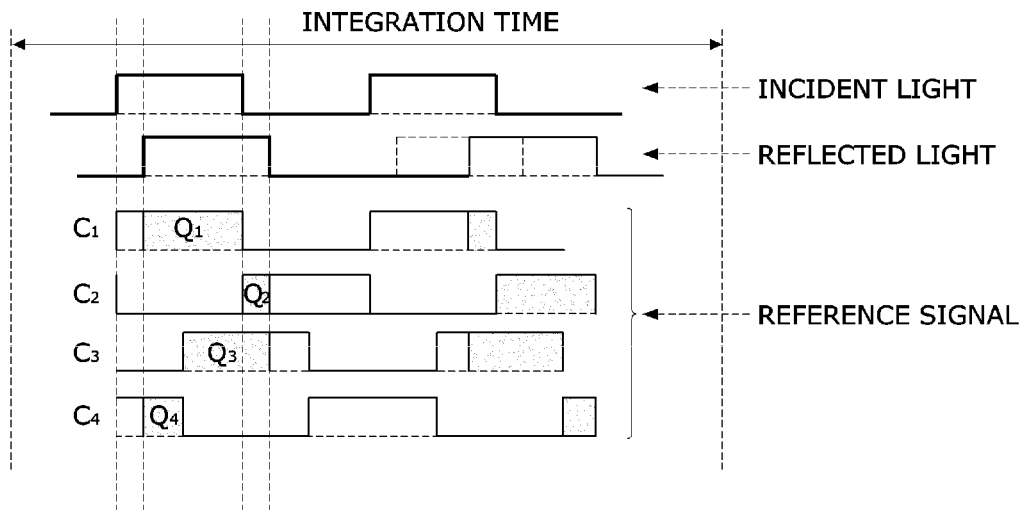 INTEGRATION TIME
INCIDENT LIGHT
REFLECTED LIGHT
C1 Q1
C2 Q2
REFERENCE SIGNAL
C3 Q3
C4 Q4